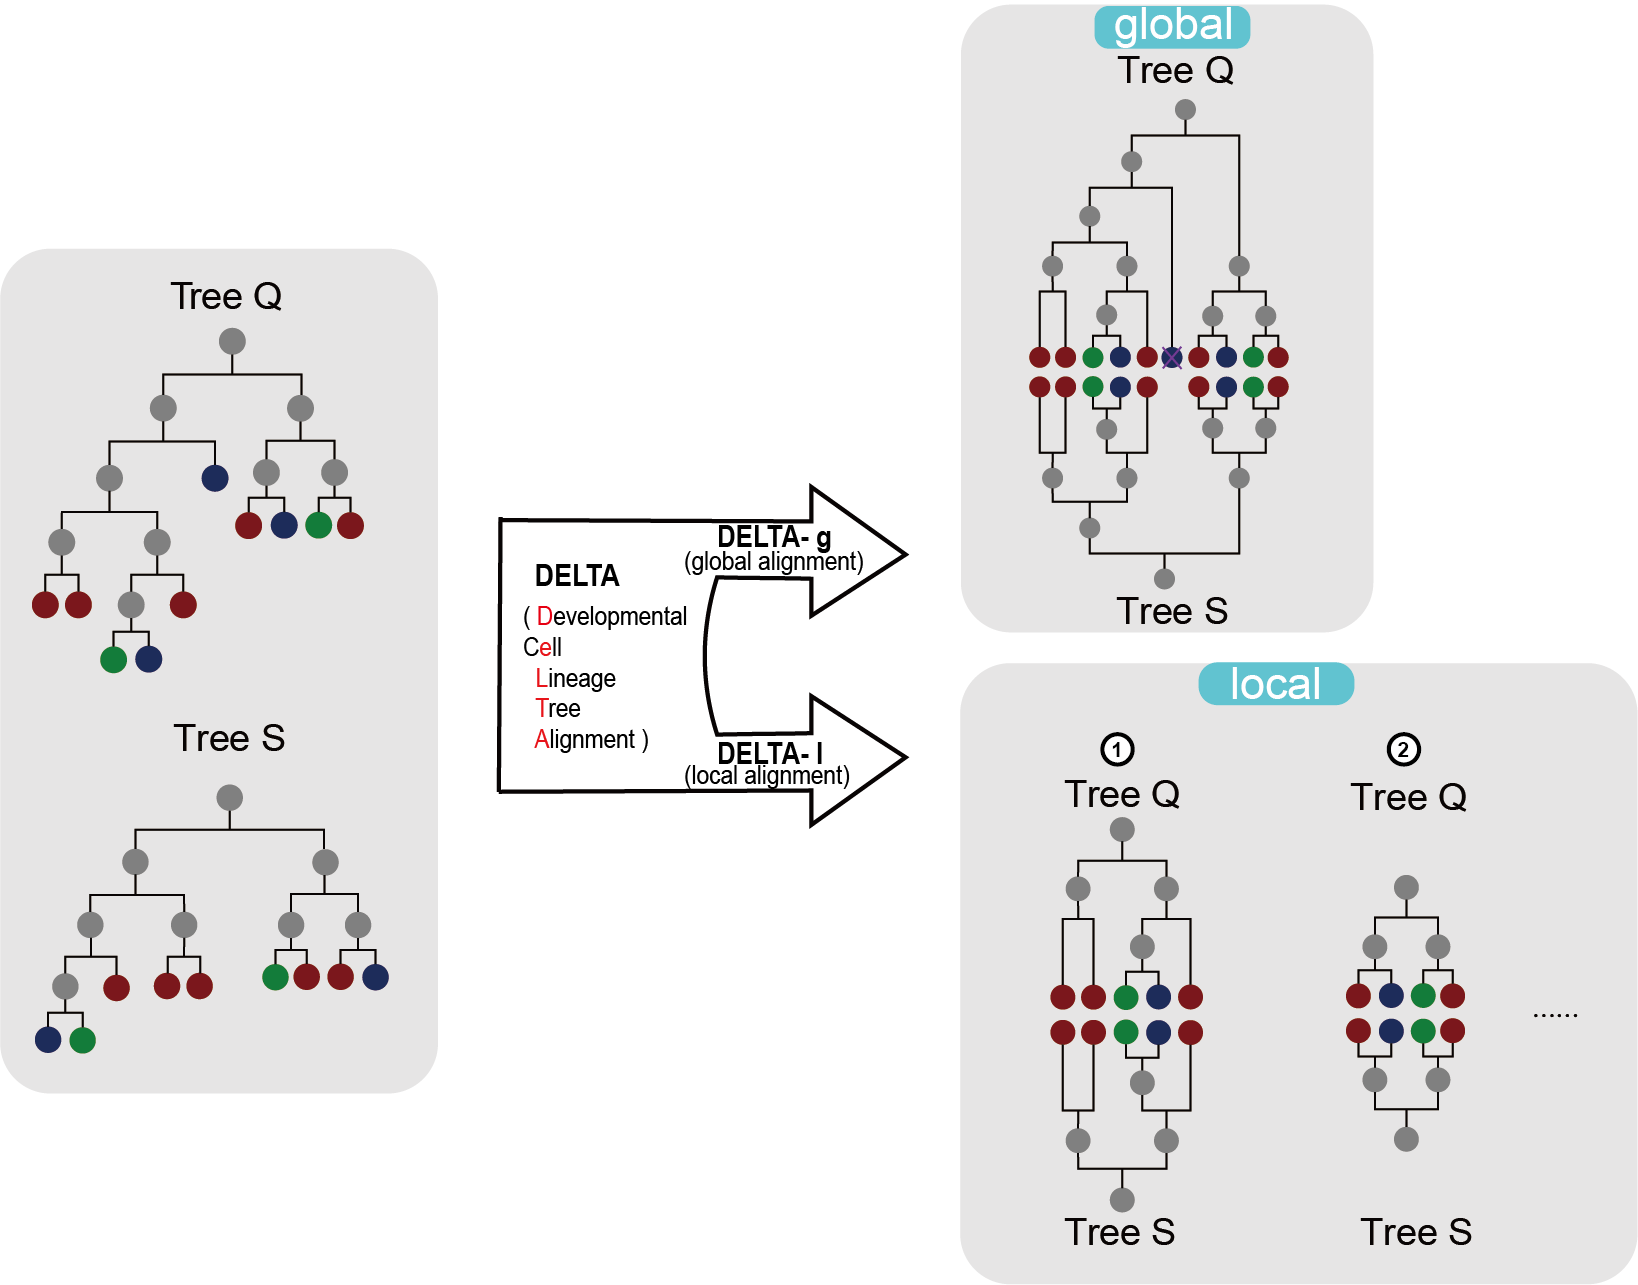 global
Tree Q
Tree Q
DELTA- g
(global alignment)
DELTA
( Developmental
Cell
Lineage
Tree
Alignment )
Tree S
Tree S
local
DELTA- l
(local alignment)
1
2
Tree Q
Tree Q
......
Tree S
Tree S